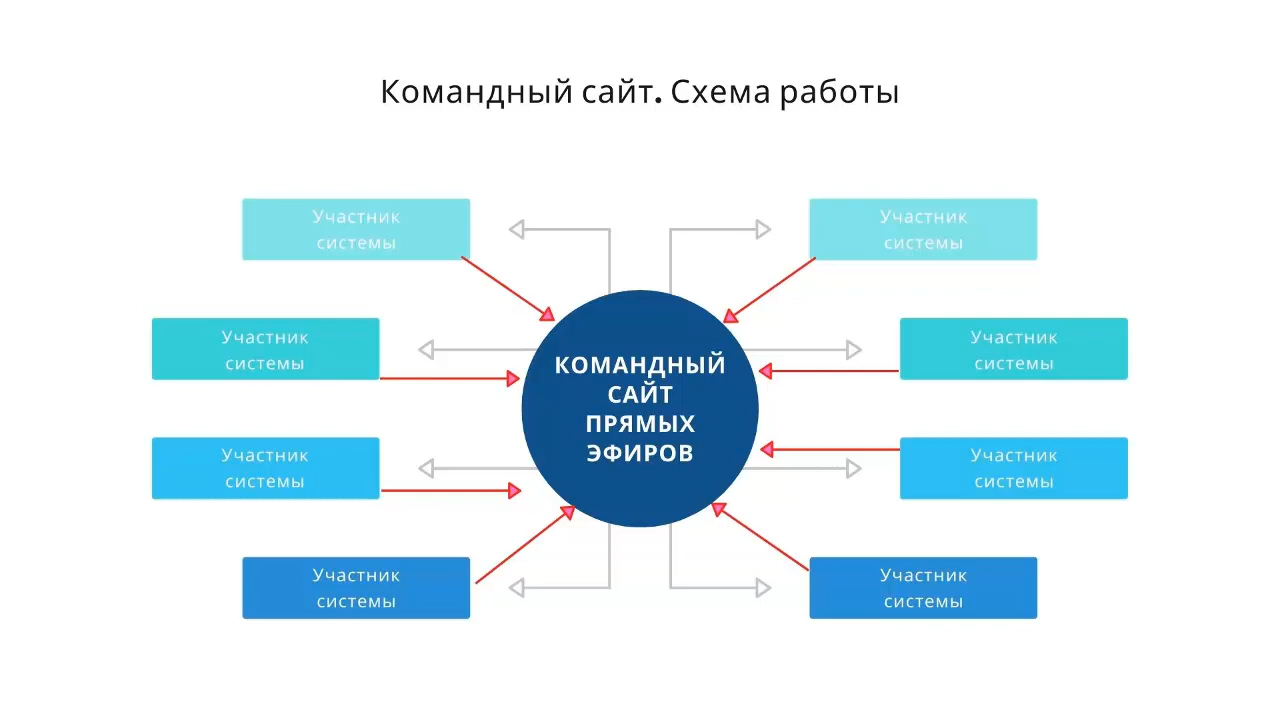 Командный сайт. Схема работы
Участник
системы
Участник
системы
Участник
системы
Участник
системы
КОМАНДНЫЙ
САЙТ
ПРЯМЫХ
ЭФИРОВ
Участник
системы
Участник
системы
Участник
системы
Участник
системы